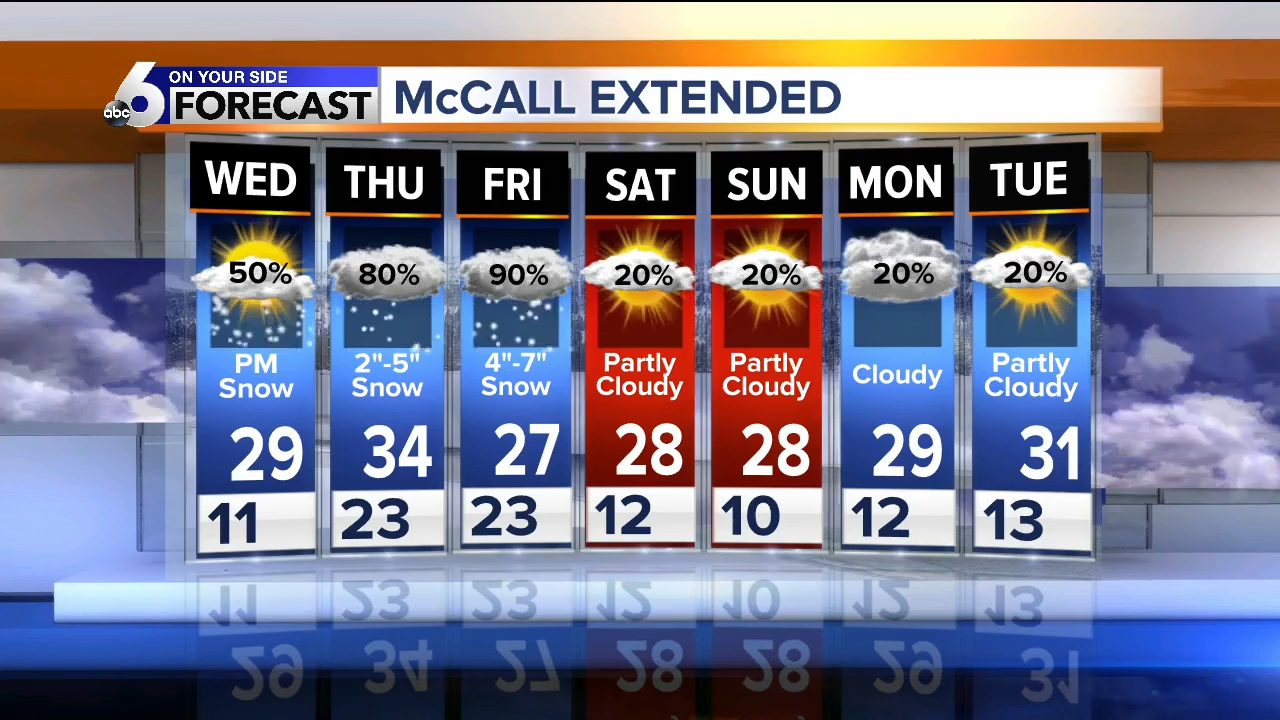 abc 6 ON YOUR SIDE
FORECAST
McCALL EXTENDED
WED THU FRI SAT SUN MON TUE
50% 80% 90% 20% 20% 20% 20%
PM 2"-5" 4"-7" Partly Partly Cloudy Partly
Snow Snow Snow Cloudy Cloudy Cloudy
29 34 27 28 28 29 31
11 23 23 12 10 12 13